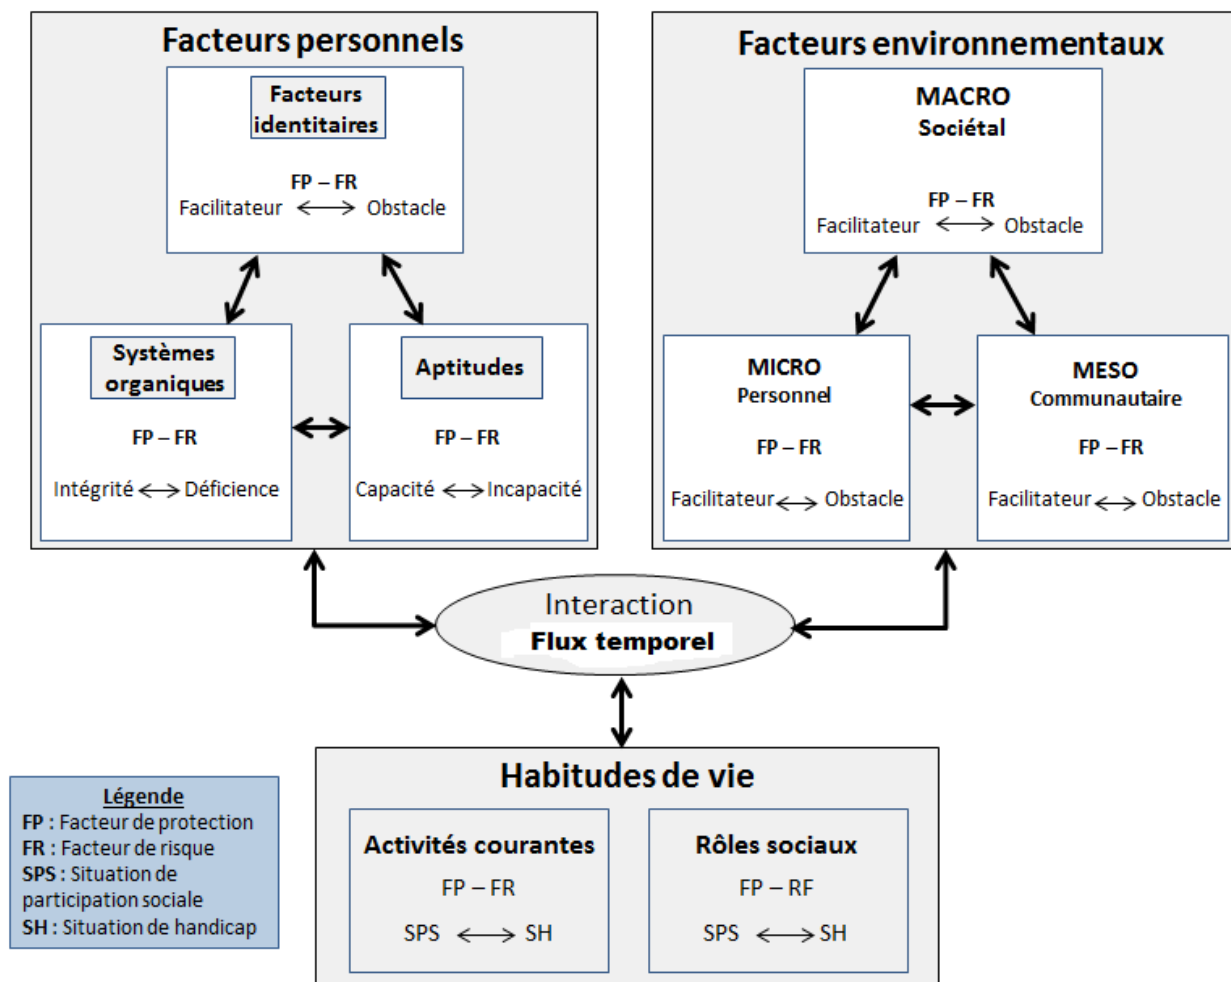 Facteurs personnels
Facteurs
identitaires
FP – FR
Facilitateur Obstacle
Systèmes
organiques
FP – FR
Intégrité Déficience
Aptitudes
FP – FR
Capacité Incapacité
Facteurs environnementaux
MACRO
Sociétal
FP – FR
Facilitateur Obstacle
MICRO
Personnel
FP – FR
Facilitateur Obstacle
MESO
Communautaire
FP – FR
Facilitateur Obstacle
Interaction
Flux temporel
Habitudes de vie
Activités courantes
FP – FR
SPS SH
Rôles sociaux
FP – RF
SPS SH
Légende
FP : Facteur de protection
FR : Facteur de risque
SPS : Situation de
participation sociale
SH : Situation de handicap